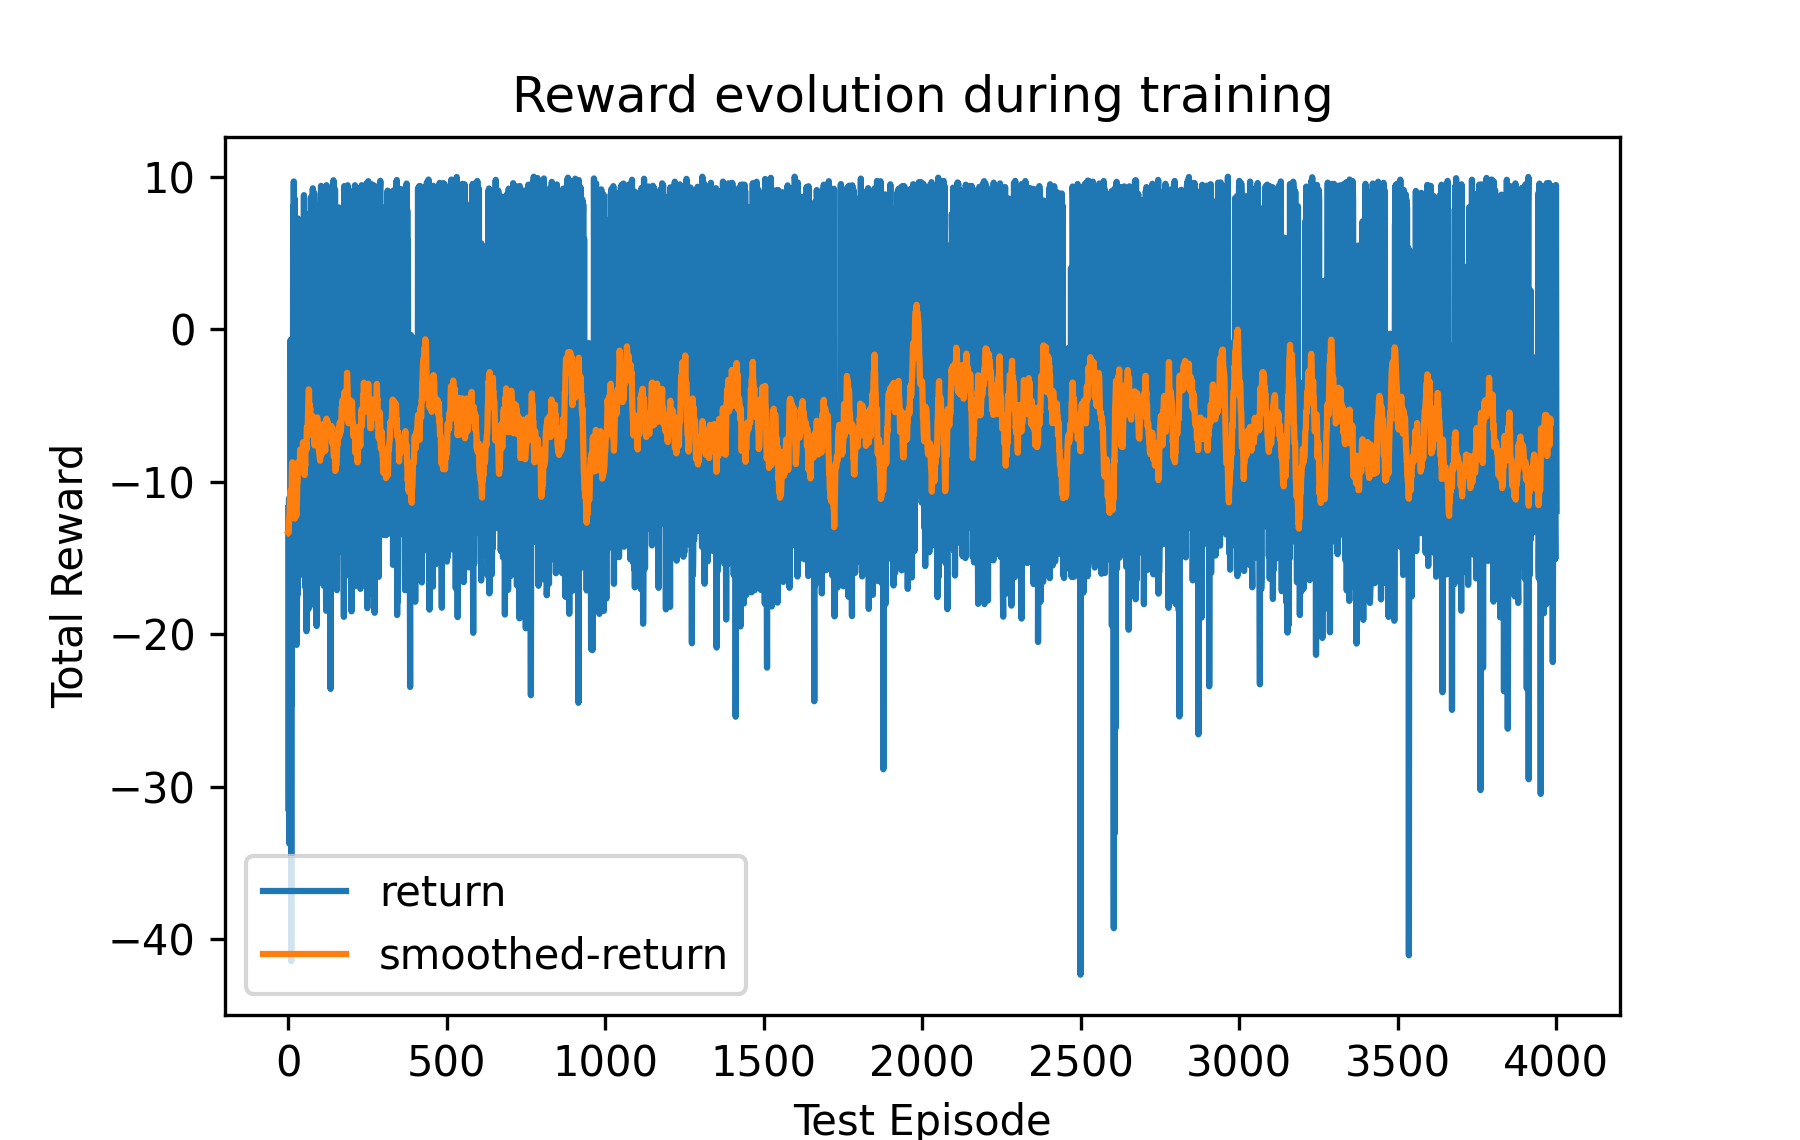 Reward evolution during training
Total Reward
10
0
−10
−20
−30
−40
return
smoothed-return
0 500 1000 1500 2000 2500 3000 3500 4000
Test Episode